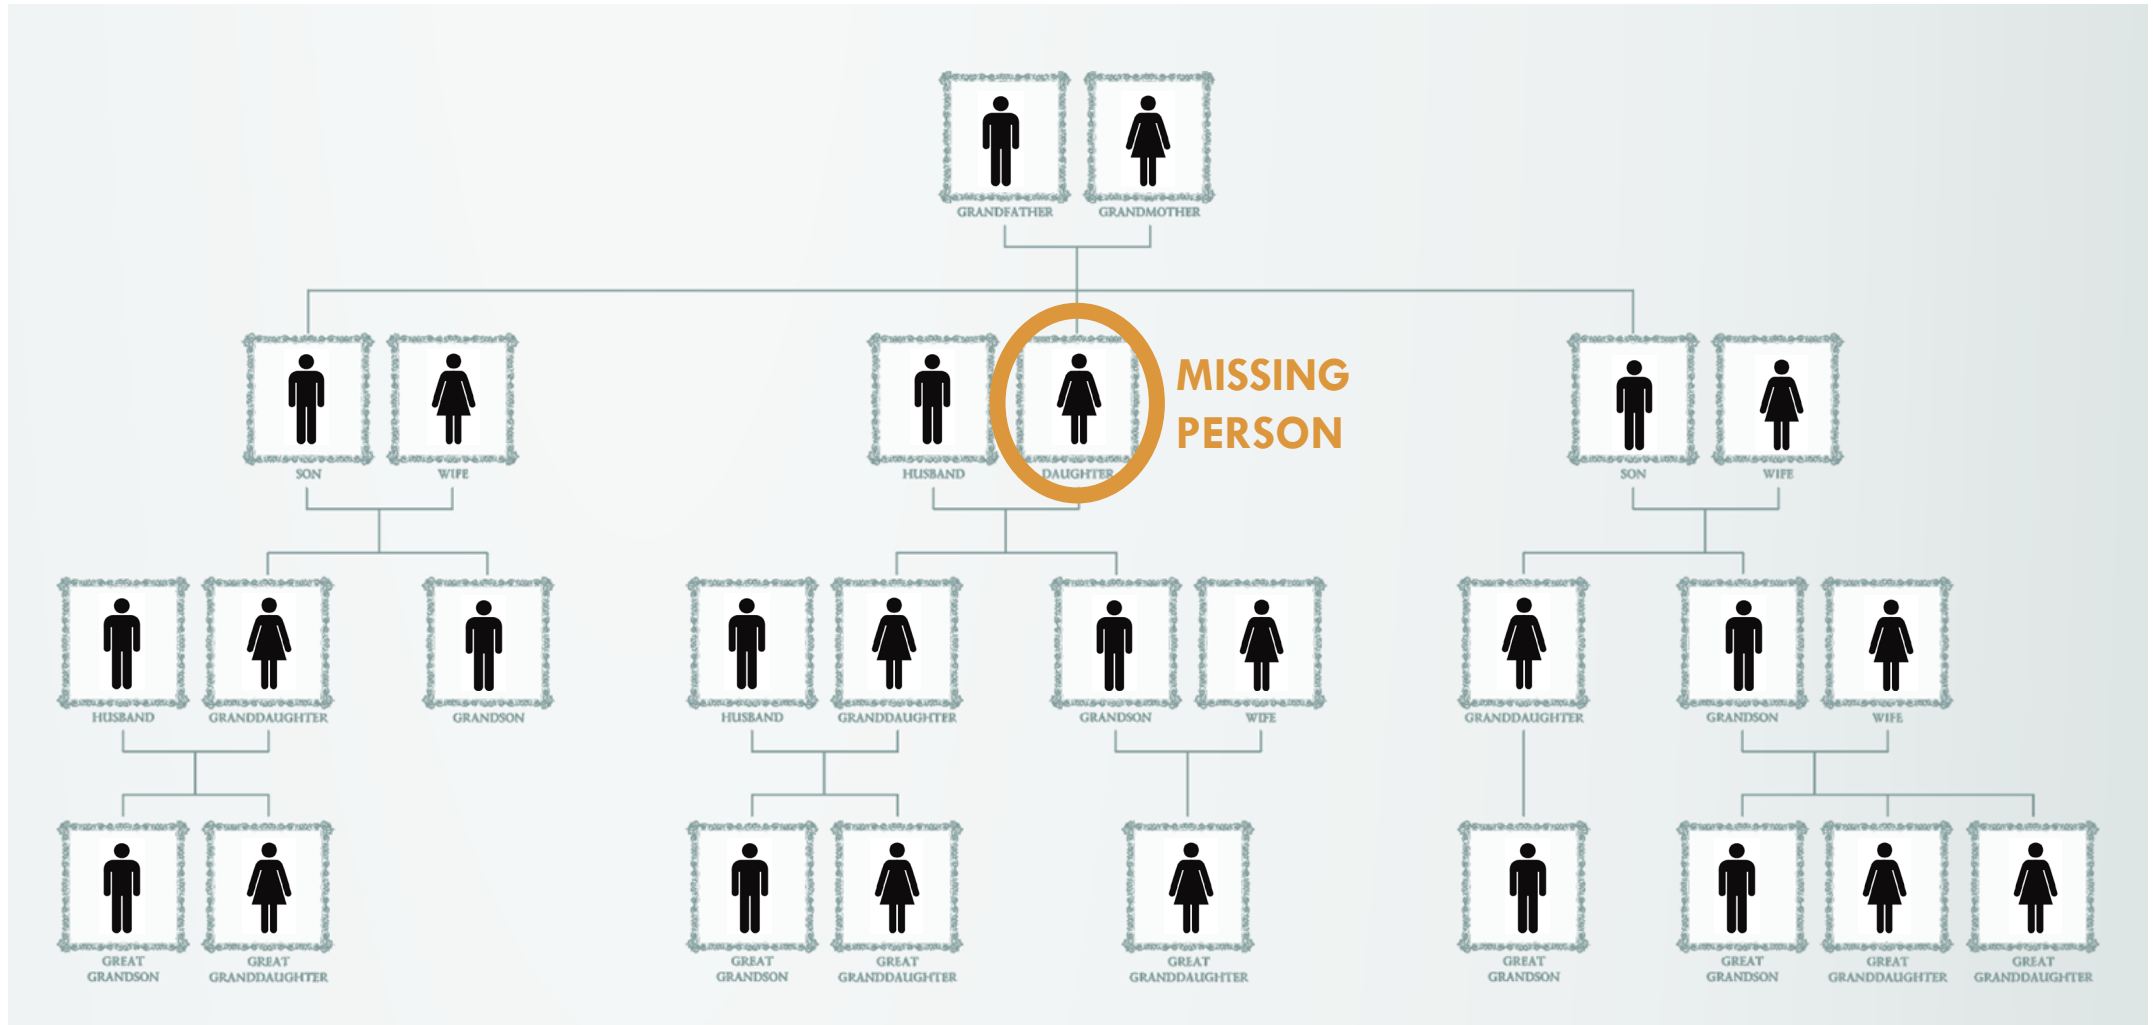 GRANDFATHER
GRANDMOTHER
SON
WIFE
HUSBAND
DAUGHTER
MISSING
PERSON
SON
WIFE
HUSBAND
GRANDDAUGHTER
GRANDSON
HUSBAND
GRANDDAUGHTER
GRANDSON
WIFE
GRANDDAUGHTER
GRANDSON
WIFE
GREAT
GRANDSON
GREAT
GRANDDAUGHTER
GREAT
GRANDSON
GREAT
GRANDDAUGHTER
GREAT
GRANDDAUGHTER
GREAT
GRANDSON
GREAT
GRANDSON
GREAT
GRANDDAUGHTER
GREAT
GRANDDAUGHTER